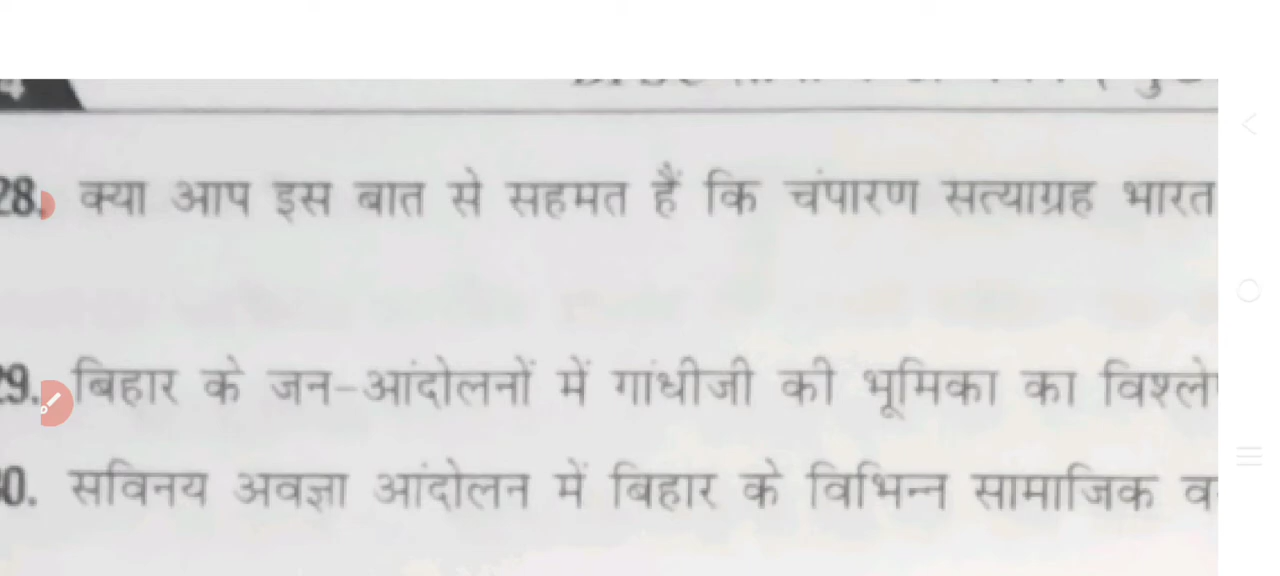 28. क्या आप इस बात से सहमत हैं कि चंपारण सत्याग्रह भारत
29. बिहार के जन-आंदोलनों में गांधीजी की भूमिका का
0. सविनय अवज्ञा आंदोलन में बिहार के विभिन्न सामाजिक